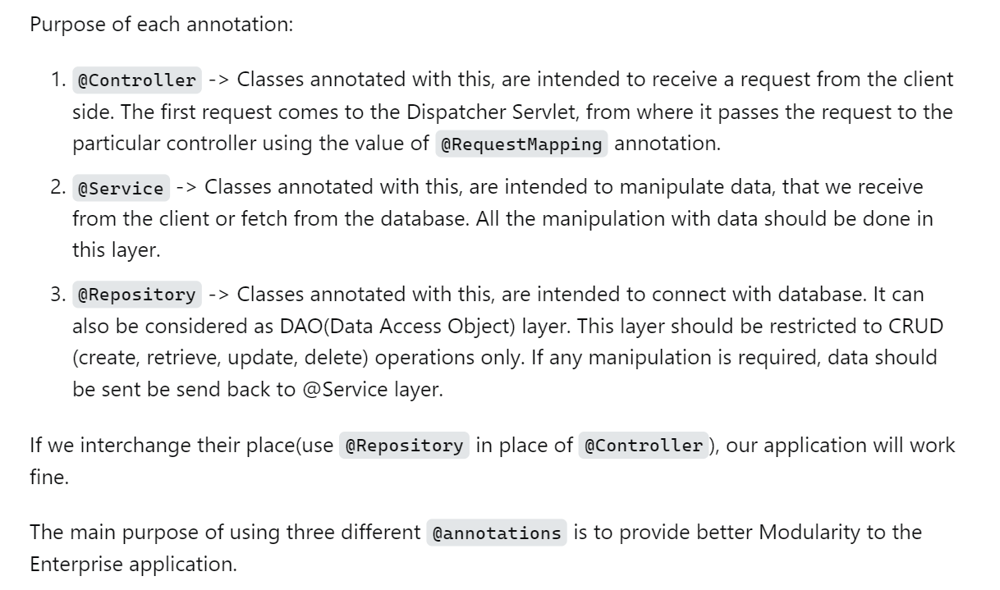 Purpose of each annotation:
1. @Controller -> Classes annotated with this, are intended to receive a request from the client
side. The first request comes to the Dispatcher Servlet, from where it passes the request to the
particular controller using the value of @RequestMapping annotation.
2. @Service -> Classes annotated with this, are intended to manipulate data, that we receive
from the client or fetch from the database. All the manipulation with data should be done in
this layer.
3. @Repository -> Classes annotated with this, are intended to connect with database. It can
also be considered as DAO(Data Access Object) layer. This layer should be restricted to CRUD
(create, retrieve, update, delete) operations only. If any manipulation is required, data should
be sent be send back to @Service layer.
If we interchange their place(use @Repository in place of @Controller), our application will work
fine.
The main purpose of using three different @annotations is to provide better Modularity to the
Enterprise application.